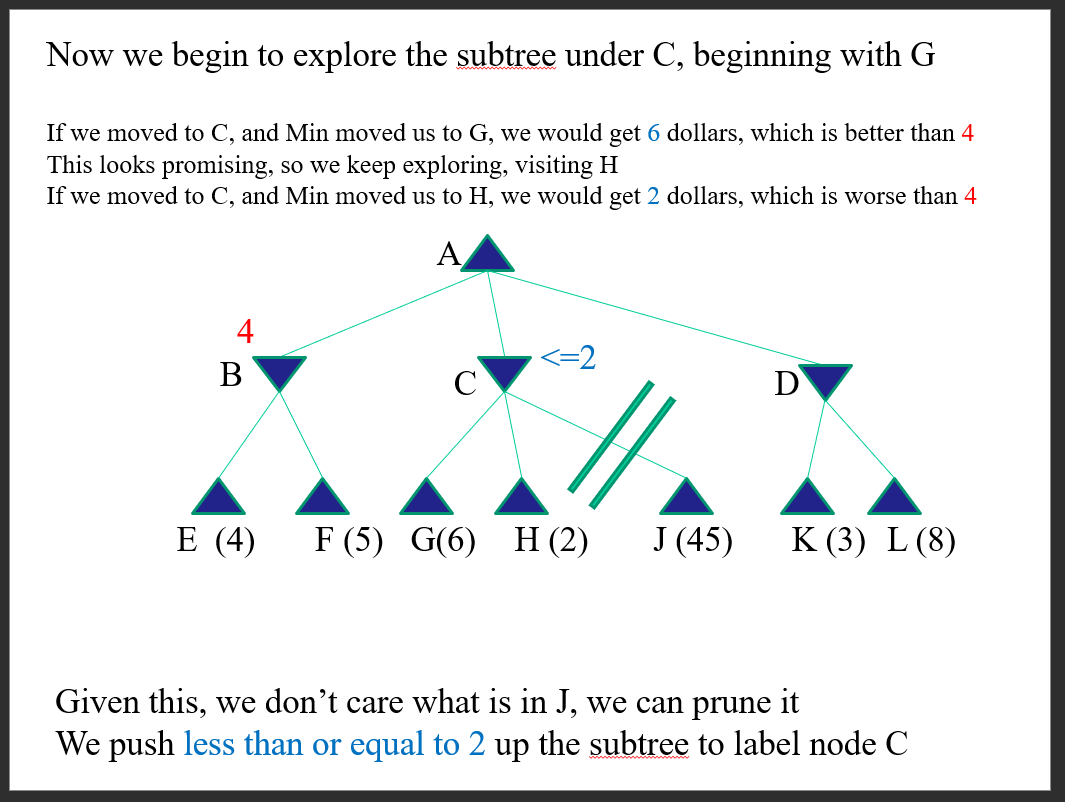 Now we begin to explore the subtree under C, beginning with G
If we moved to C, and Min moved us to G, we would get 6 dollars, which is better than 4
This looks promising, so we keep exploring, visiting H
If we moved to C, and Min moved us to H, we would get 2 dollars, which is worse than 4
A
4
B
C
<=2
D
E (4)
F (5)
G(6)
H (2)
J (45)
K (3)
L (8)
Given this, we don’t care what is in J, we can prune it
We push less than or equal to 2 up the subtree to label node C